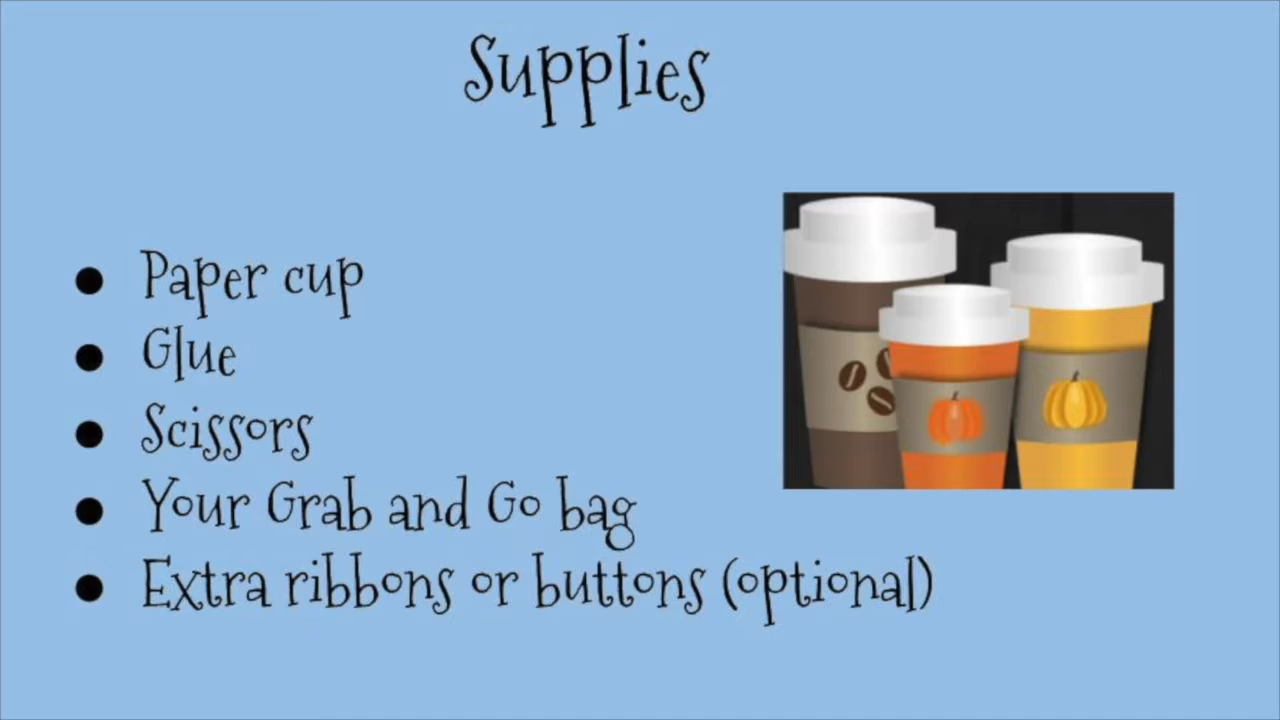 Supplies
● Paper cup
● Glue
● Scissors
● Your Grab and Go bag
● Extra ribbons or buttons (optional)